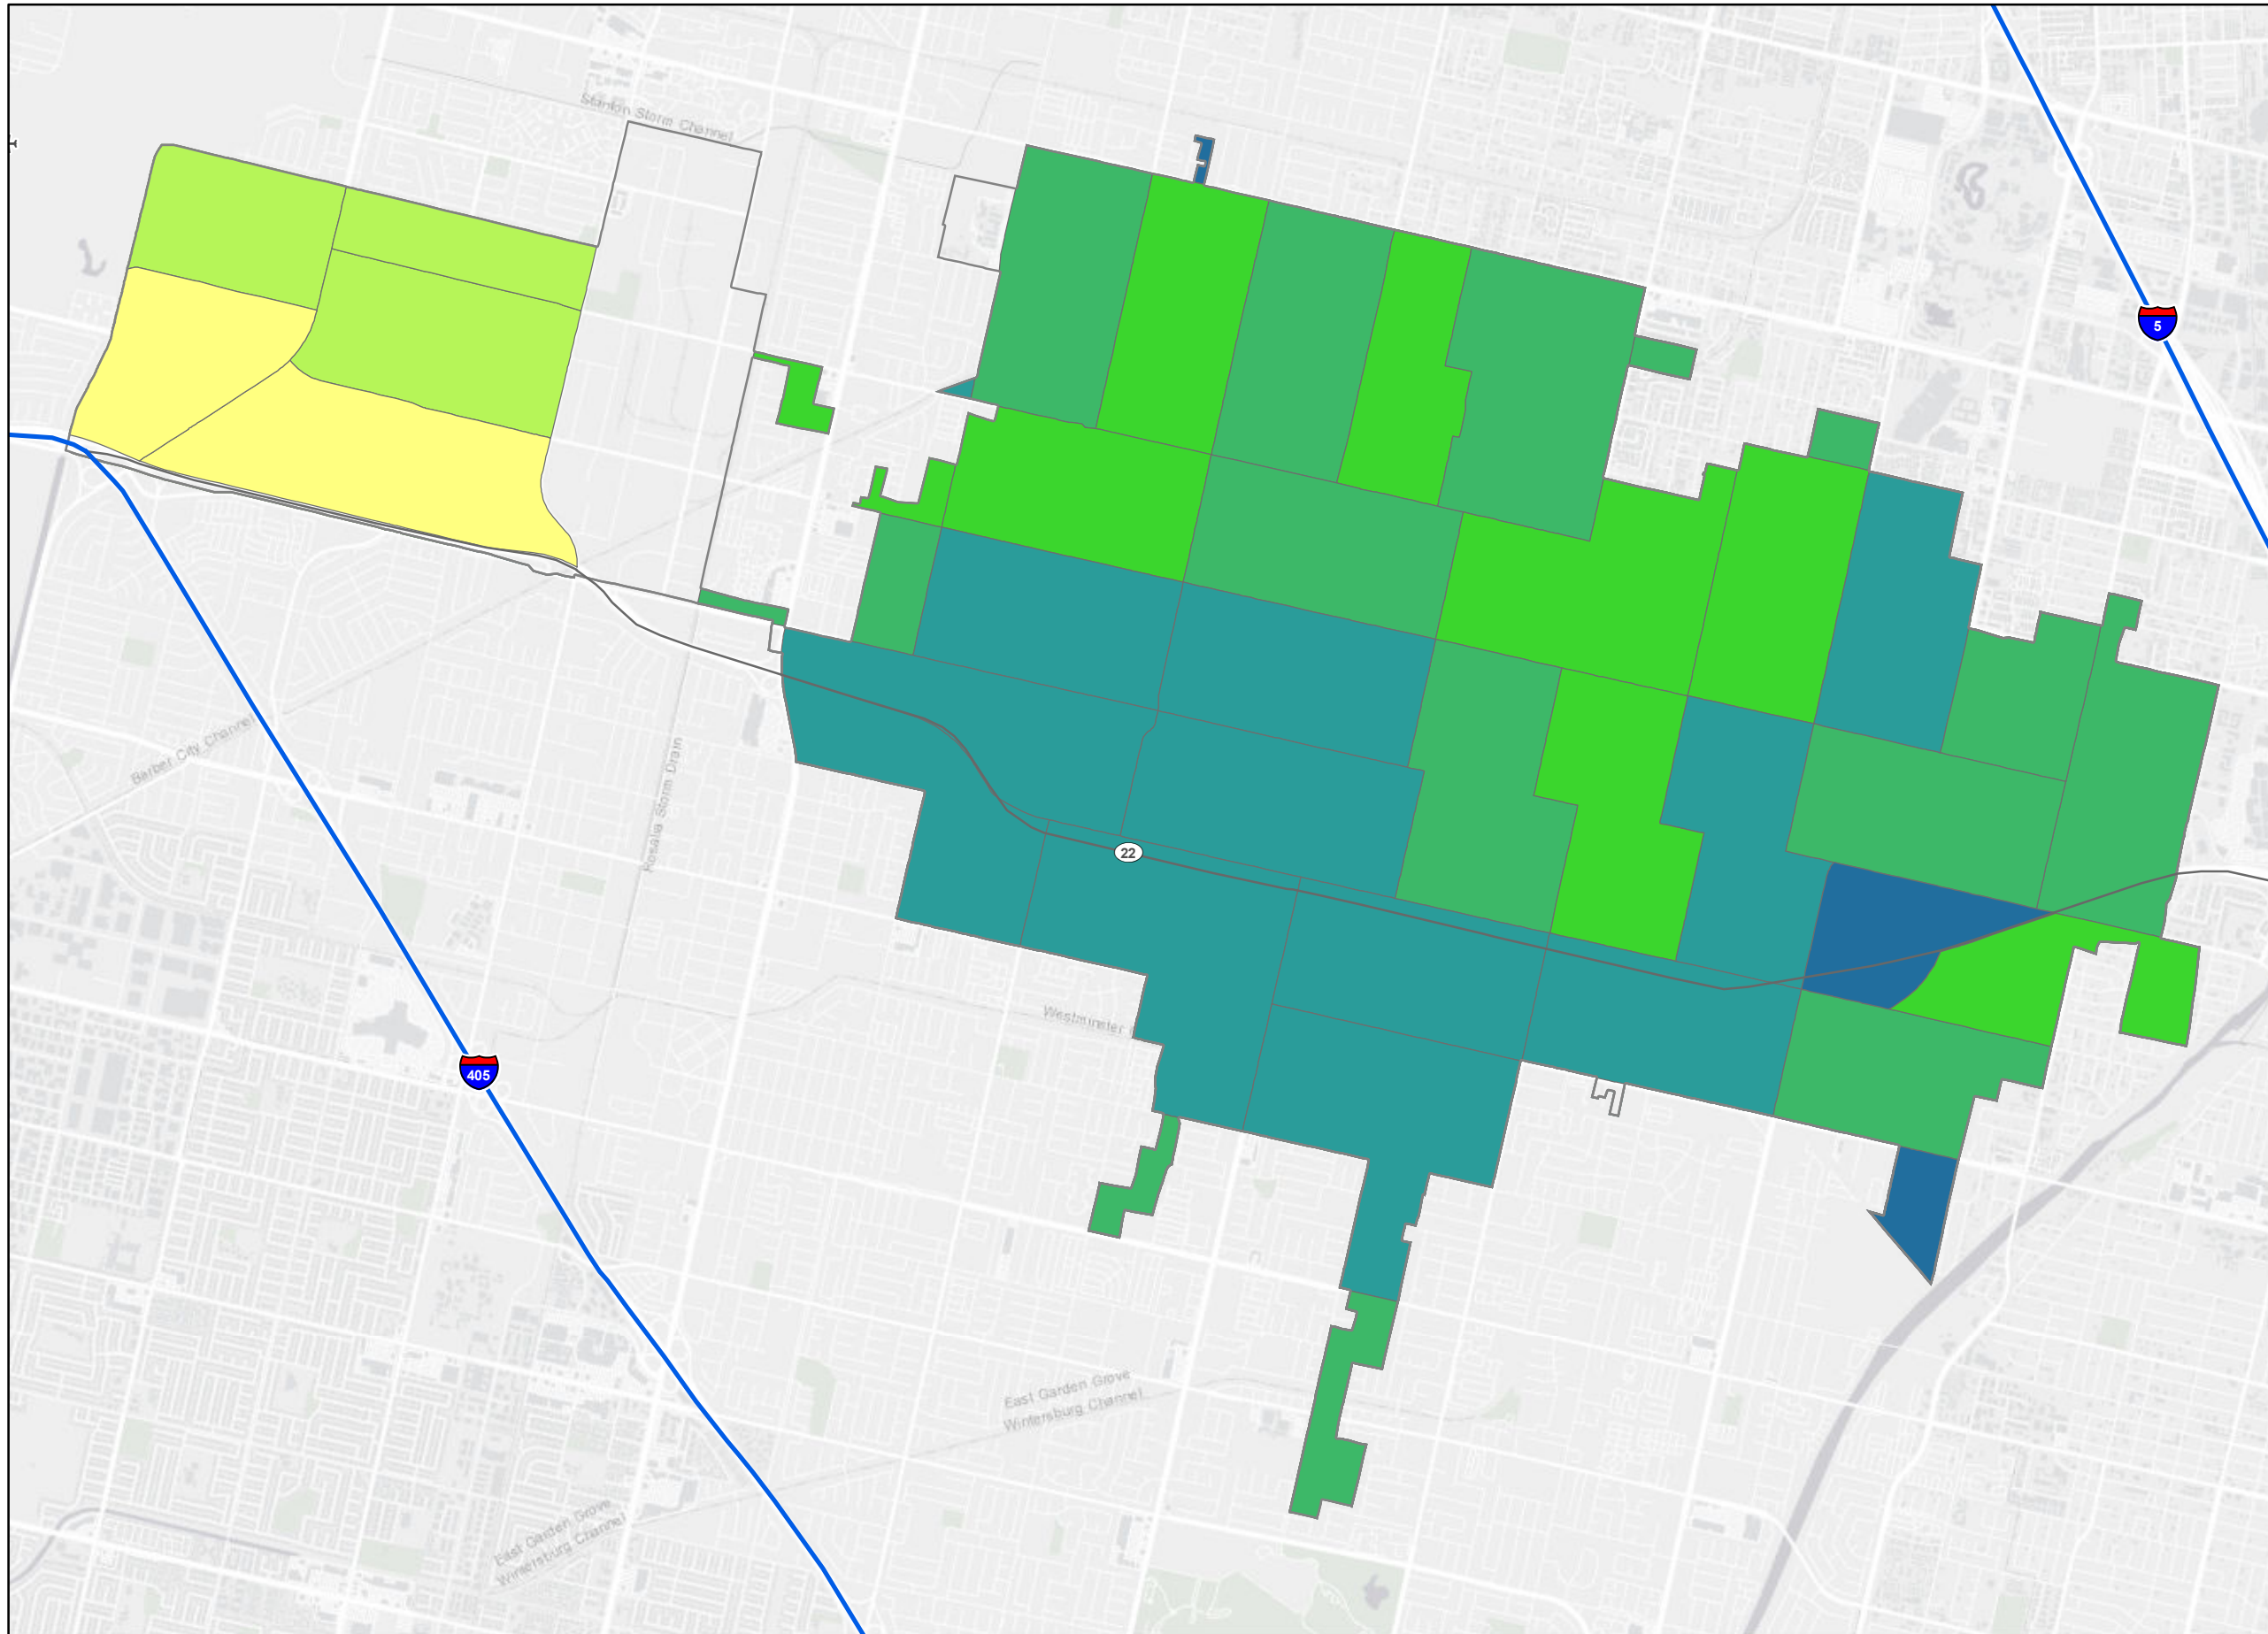 Stanton Storm Channel
5
Barber City Channel
Rosalia Storm Drain
22
Westminster
405
East Garden Grove
Wintersburg Channel
East Garden Grove
Wintersburg Channel